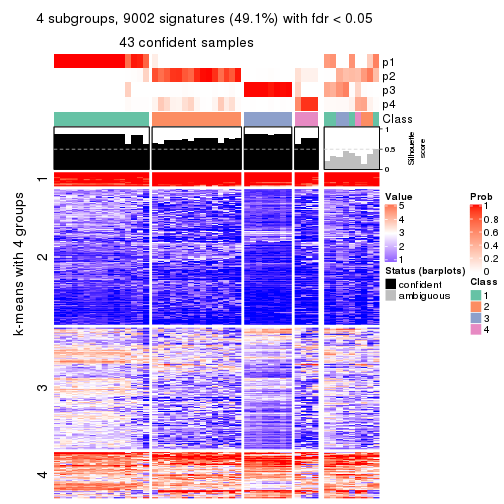 4 subgroups, 9002 signatures (49.1%) with fdr < 0.05
43 confident samples
p1
p2
p3
p4
Class
1
0.5
0
Silhouette
score
k-means with 4 groups
1
2
3
4
Value
5
4
3
2
1
Status (barplots)
confident
ambiguous
Prob
1
0.8
0.6
0.4
0.2
0
Class
1
2
3
4